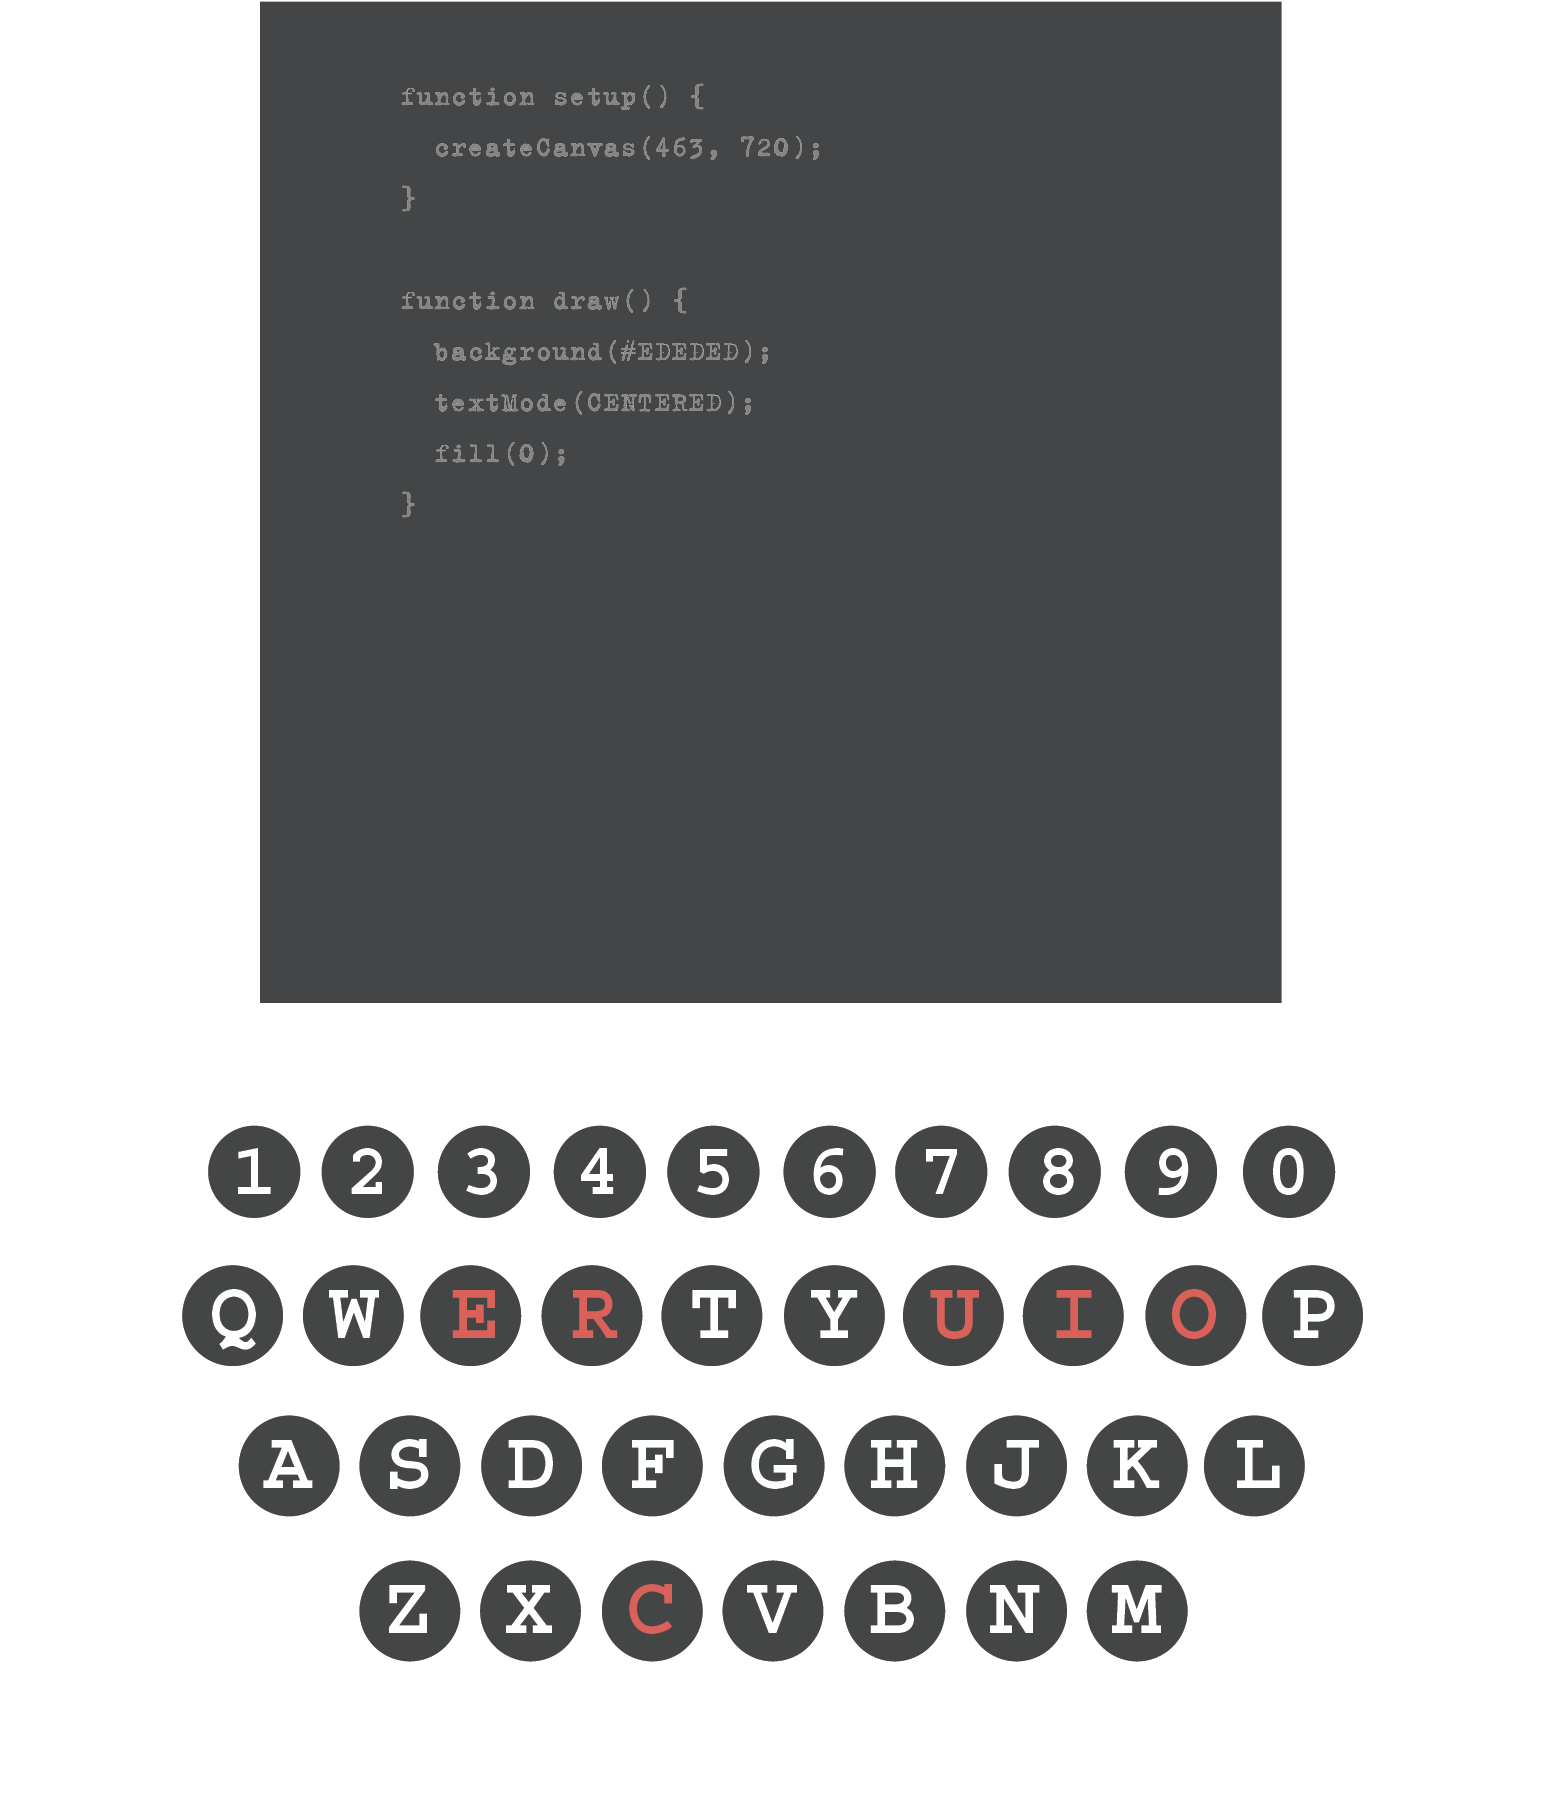 function setup() {
  createCanvas(463, 720);
}

function draw() {
  background(#EDEDED);
  textMode(CENTERED);
  fill(0);
}
1 2 3 4 5 6 7 8 9 0
Q W E R T Y U I O P
A S D F G H J K L
Z X C V B N M